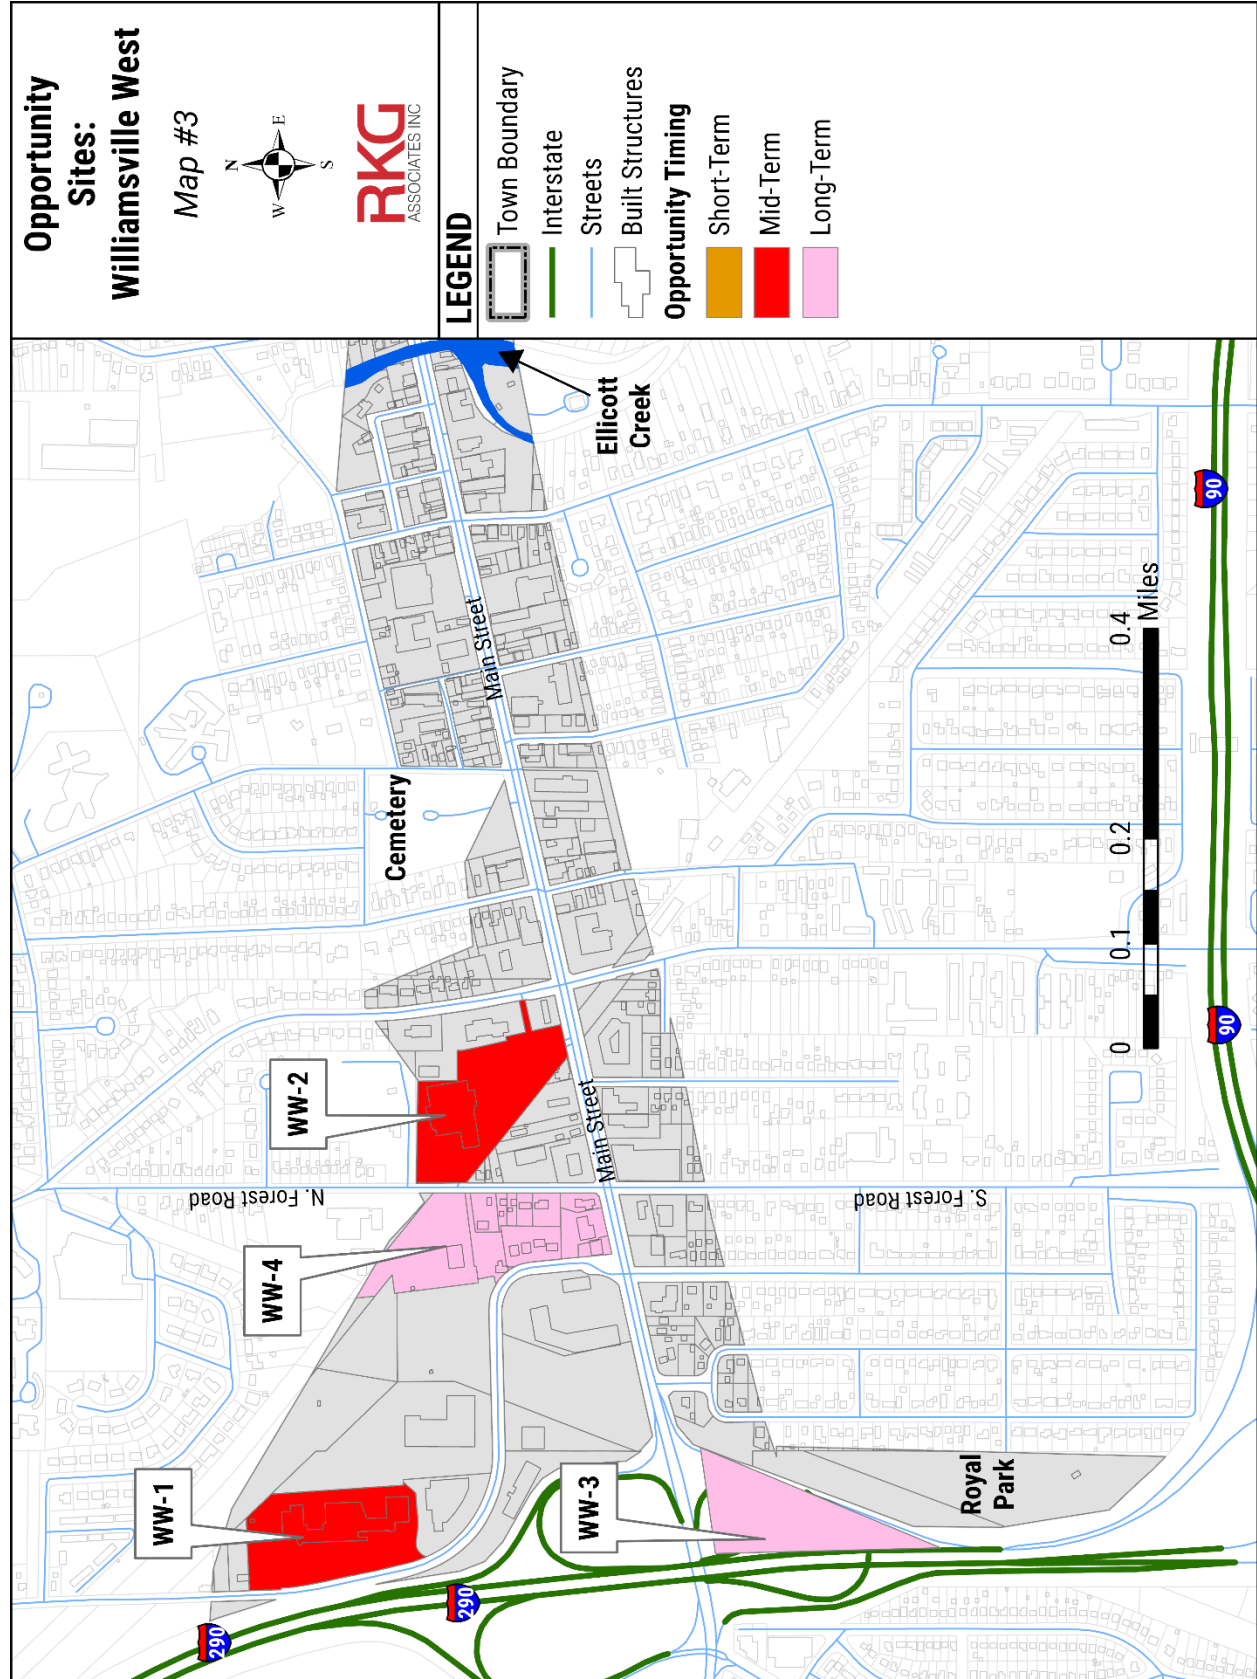 Opportunity
Sites:
Williamsville West
Map #3
N
W
E
S
RKG
ASSOCIATES INC
LEGEND
Town Boundary
Interstate
Streets
Built Structures
Opportunity Timing
Short-Term
Mid-Term
Long-Term
WW-1
WW-2
WW-3
WW-4
Cemetery
Ellicott
Creek
Royal
Park
Main Street
Main Street
N. Forest Road
S. Forest Road
290
290
90
90
0
0.1
0.2
0.4
Miles